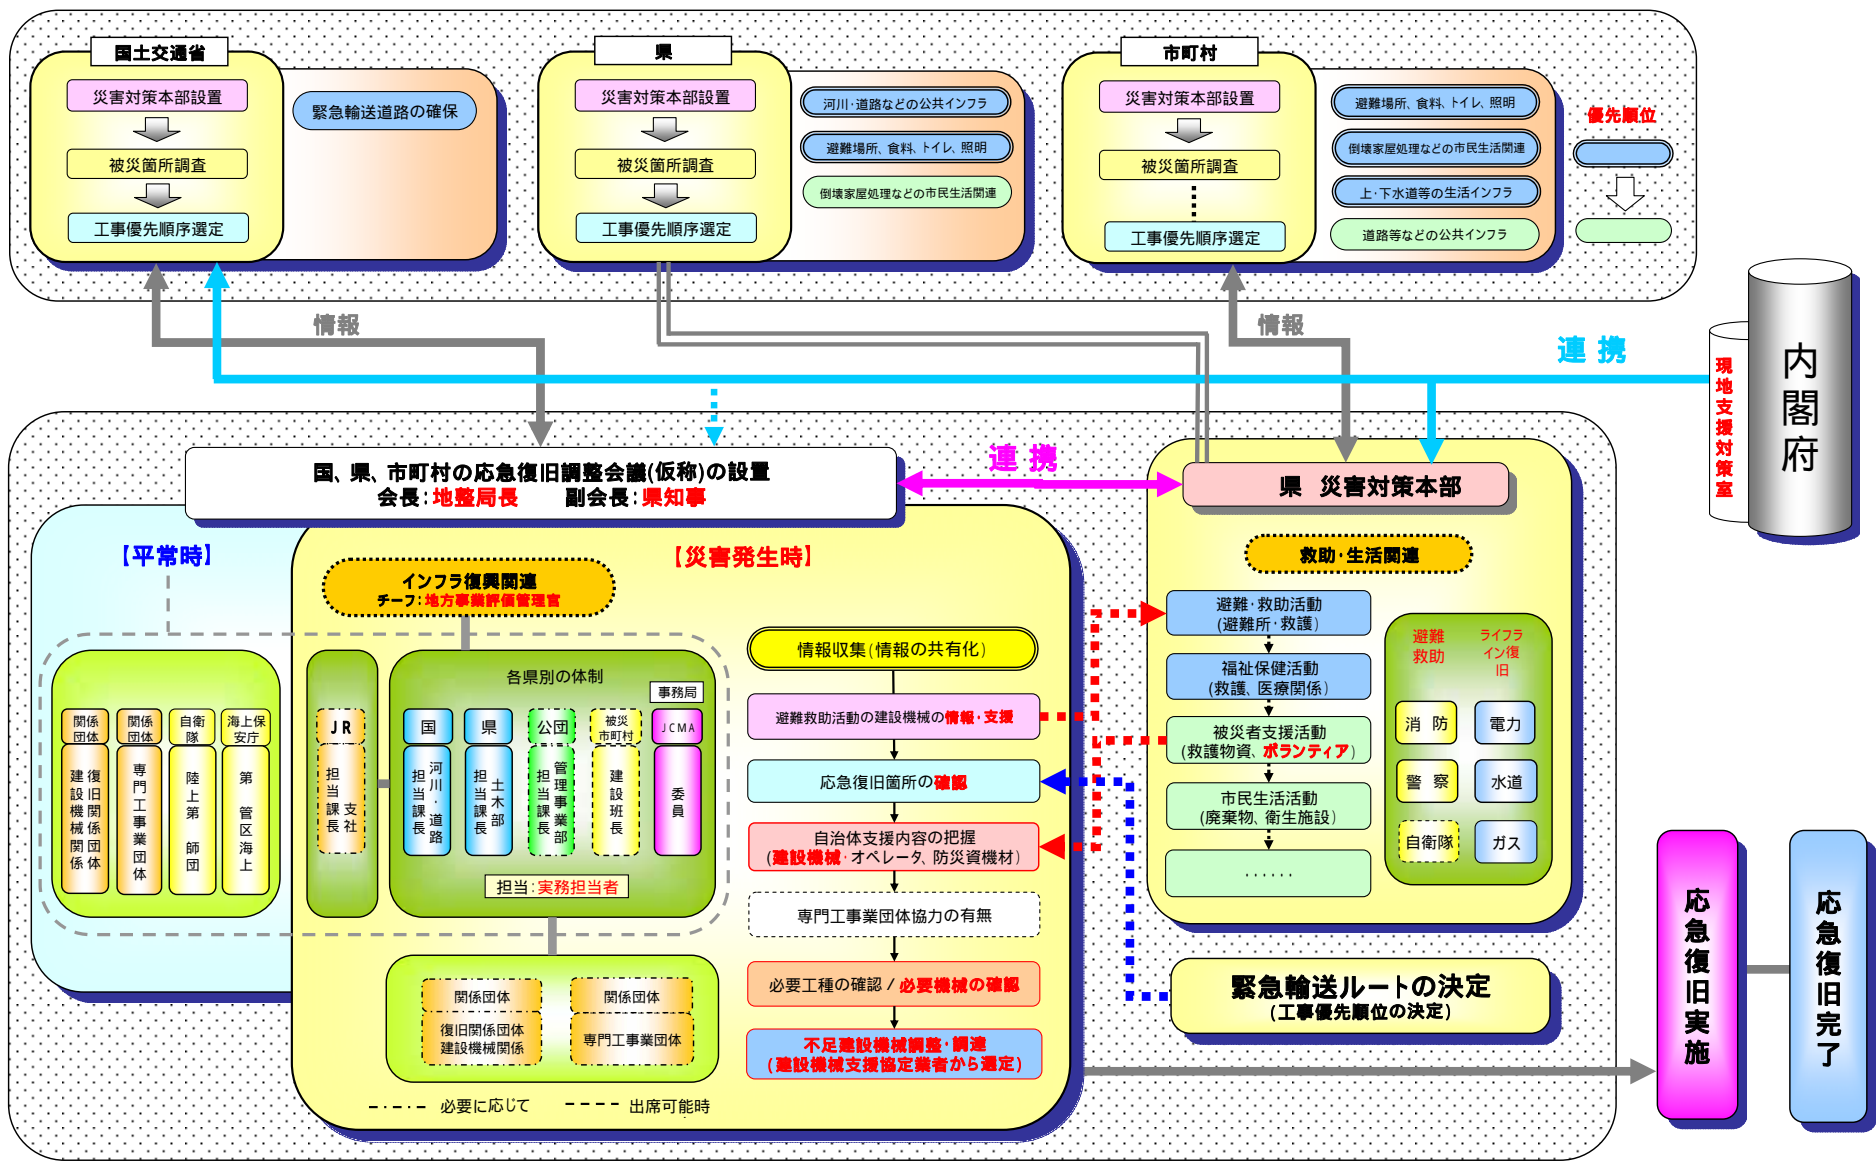 国土交通省
災害対策本部設置
被災箇所調査
工事優先順序選定
緊急輸送道路の確保
県
災害対策本部設置
被災箇所調査
工事優先順序選定
河川・道路などの公共インフラ
避難場所、食料、トイレ、照明
倒壊家屋処理などの市民生活関連
市町村
災害対策本部設置
被災箇所調査
工事優先順序選定
避難場所、食料、トイレ、照明
倒壊家屋処理などの市民生活関連
上・下水道等の生活インフラ
道路等などの公共インフラ
優先順位
情報
情報
連 携
現地支援対策室
内閣府
国、県、市町村の応急復旧調整会議(仮称)の設置
会長：地整局長　副会長：県知事
連 携
県 災害対策本部
【平常時】
【災害発生時】
インフラ復興関連
チーフ：地方事業評価管理官
関係
団体
復旧関係団体
建設機械関係
関係
団体
専門工事業団体
自衛
隊
陸上第　師団
海上保
安庁
第　管区海上
JR
支社
担当課長
各県別の体制
事務局
国
河川・道路
担当課長
県
土木部
担当課長
公団
管理事業部
担当課長
被災
市町村
建設班長
JCMA
委員
担当：実務担当者
関係団体
復旧関係団体
建設機械関係
関係団体
専門工事業団体
必要に応じて
出席可能時
情報収集(情報の共有化)
避難救助活動の建設機械の情報・支援
応急復旧箇所の確認
自治体支援内容の把握
(建設機械・オペレータ、防災資機材)
専門工事業団体協力の有無
必要工種の確認 / 必要機械の確認
不足建設機械調整・調達
(建設機械支援協定業者から選定)
救助・生活関連
避難・救助活動
(避難所・救護)
福祉保健活動
(救護、医療関係)
被災者支援活動
(救護物資、ボランティア)
市民生活活動
(廃棄物、衛生施設)
・・・・・・
避難
救助
ライフラ
イン復
旧
消 防
電力
警 察
水道
自衛隊
ガス
緊急輸送ルートの決定
(工事優先順位の決定)
応急復旧実施
応急復旧完了